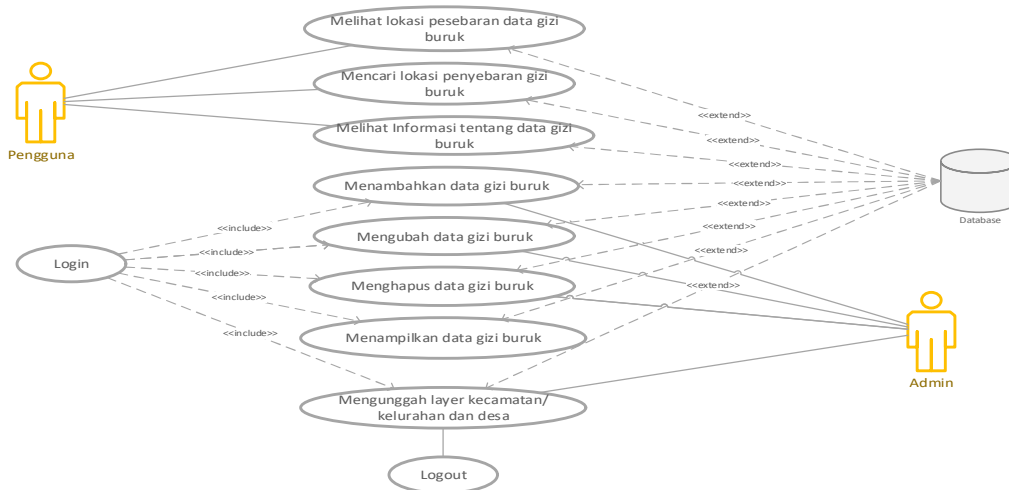 Melihat lokasi pesebaran data gizi
buruk
Mencari lokasi penyebaran gizi
buruk
Melihat Informasi tentang data gizi
buruk
Menambahkan data gizi buruk
Mengubah data gizi buruk
Menghapus data gizi buruk
Menampilkan data gizi buruk
Mengunggah layer kecamatan/
kelurahan dan desa
Logout
Pengguna
Login
<<include>>
<<include>>
<<include>>
<<include>>
<<include>>
<<extend>>
<<extend>>
<<extend>>
<<extend>>
<<extend>>
<<extend>>
<<extend>>
<<extend>>
Database
Admin